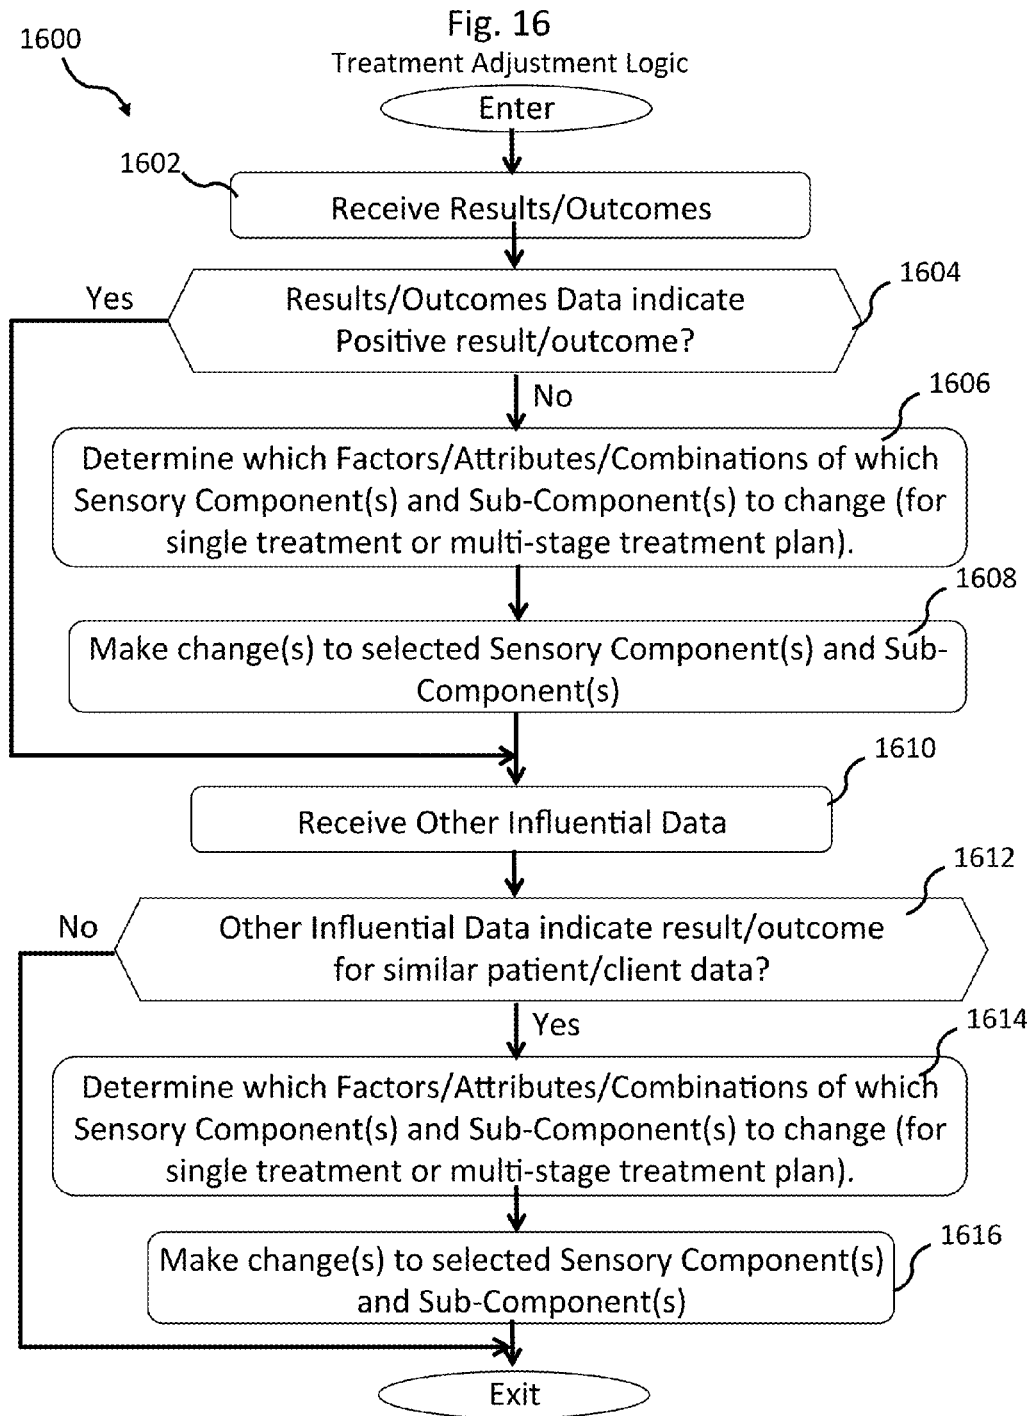 Fig. 16
1600
Treatment Adjustment Logic
Enter
1602
Receive Results/Outcomes
1604
Yes
Results/Outcomes Data indicate
Positive result/outcome?
No
1606
Determine which Factors/Attributes/Combinations of which
Sensory Component(s) and Sub-Component(s) to change (for
single treatment or multi-stage treatment plan).
1608
Make change(s) to selected Sensory Component(s) and Sub-
Component(s)
1610
Receive Other Influential Data
1612
No
Other Influential Data indicate result/outcome
for similar patient/client data?
Yes
1614
Determine which Factors/Attributes/Combinations of which
Sensory Component(s) and Sub-Component(s) to change (for
single treatment or multi-stage treatment plan).
1616
Make change(s) to selected Sensory Component(s)
and Sub-Component(s)
Exit